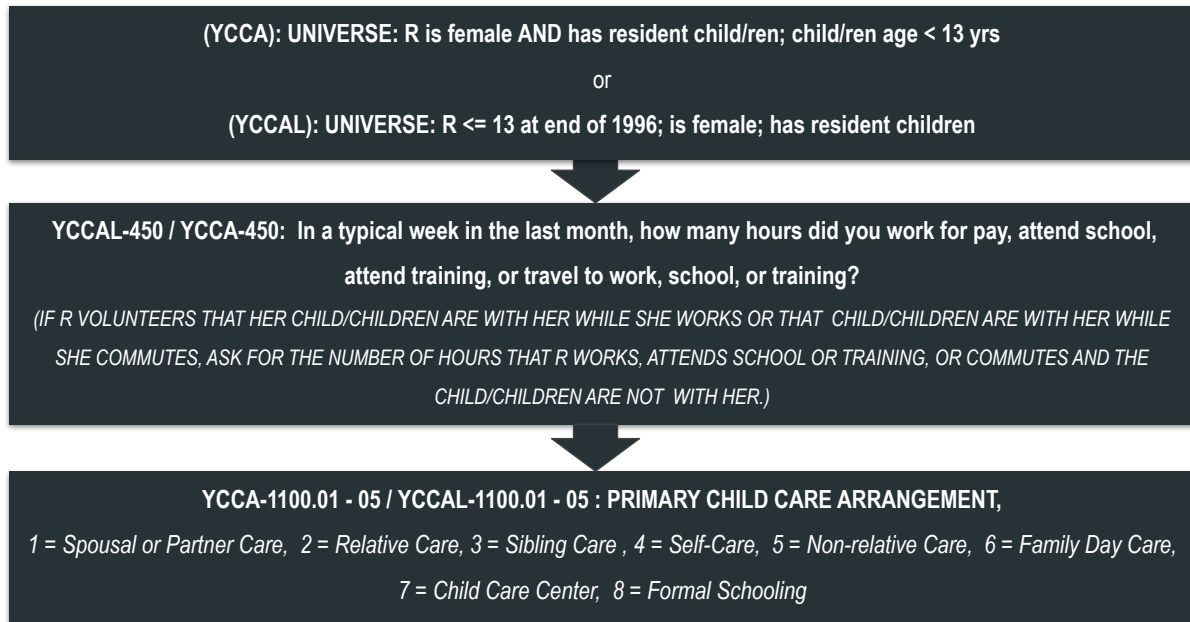 (YCCA): UNIVERSE: R is female AND has resident child/ren; child/ren age < 13 yrs
or
(YCCAL): UNIVERSE: R <= 13 at end of 1996; is female; has resident children
YCCAL-450 / YCCA-450: In a typical week in the last month, how many hours did you work for pay, attend school,
attend training, or travel to work, school, or training?
(IF R VOLUNTEERS THAT HER CHILD/CHILDREN ARE WITH HER WHILE SHE WORKS OR THAT CHILD/CHILDREN ARE WITH HER WHILE
SHE COMMUTES, ASK FOR THE NUMBER OF HOURS THAT R WORKS, ATTENDS SCHOOL OR TRAINING, OR COMMUTES AND THE
CHILD/CHILDREN ARE NOT WITH HER.)
YCCA-1100.01 - 05 / YCCAL-1100.01 - 05 : PRIMARY CHILD CARE ARRANGEMENT,
1 = Spousal or Partner Care, 2 = Relative Care, 3 = Sibling Care , 4 = Self-Care, 5 = Non-relative Care, 6 = Family Day Care,
7 = Child Care Center, 8 = Formal Schooling